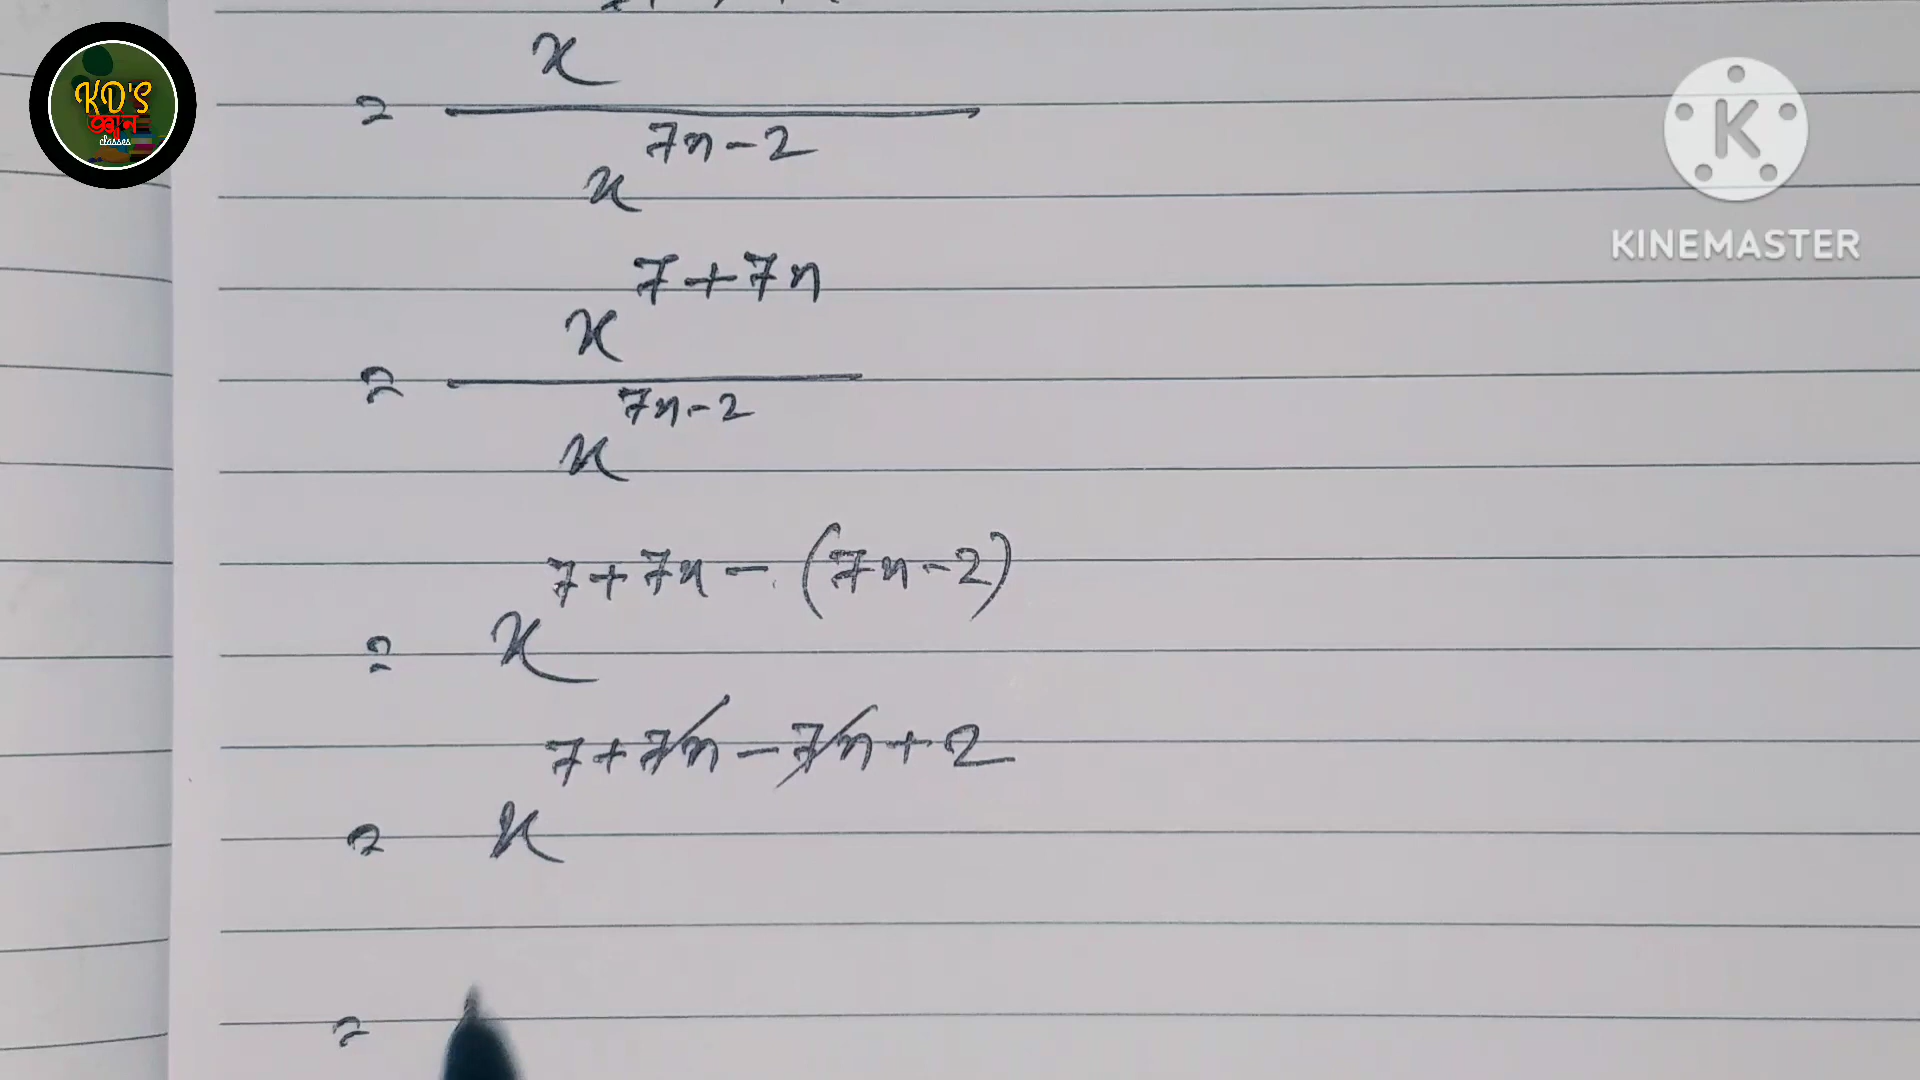 KD'S
জ্ঞান
classes
K
KINEMASTER
x
= x^{7n-2}
x^{7+7n}
= x^{7n-2}
= x^{7+7n-(7n-2)}
= x^{7+7n-7n+2}
=